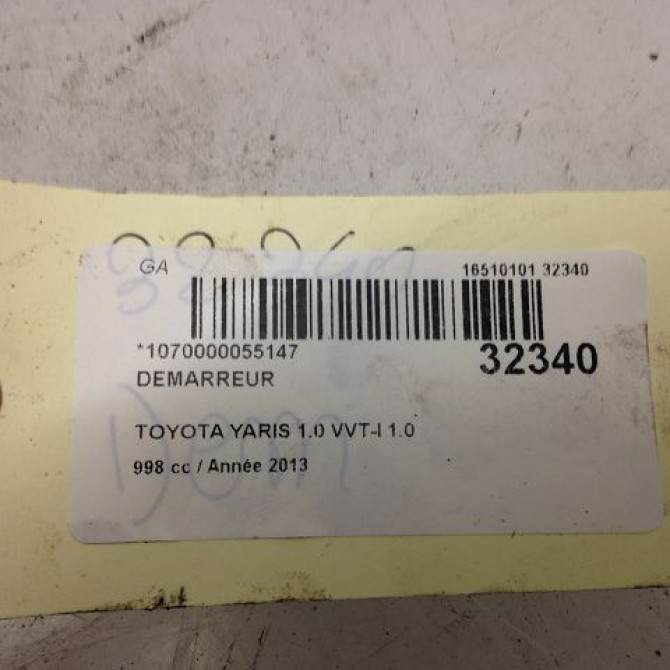 GA 16510101 32340
*1070000055147 32340
DEMARREUR
TOYOTA YARIS 1.0 VVT-I 1.0
998 cc / Année 2013